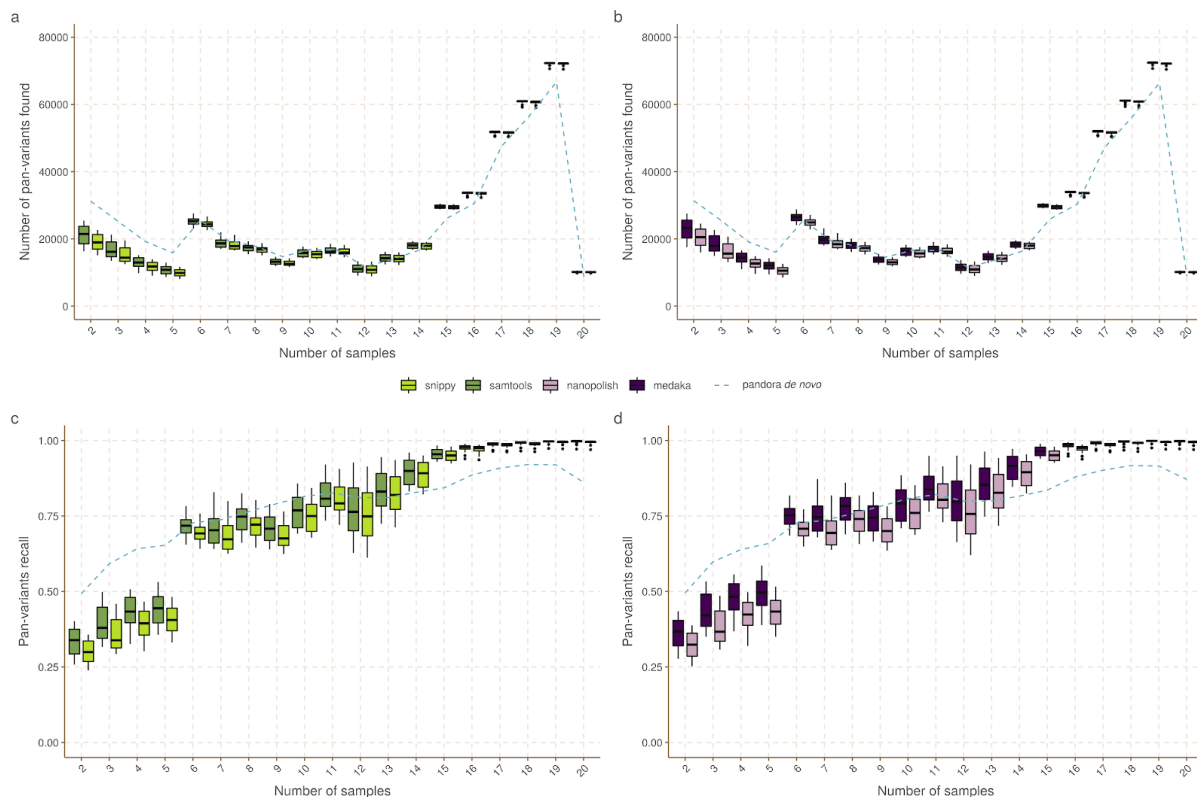 a
b
80000
60000
40000
20000
0
Number of pan-variants found
2 3 4 5 6 7 8 9 10 11 12 13 14 15 16 17 18 19 20
Number of samples
80000
60000
40000
20000
0
Number of pan-variants found
2 3 4 5 6 7 8 9 10 11 12 13 14 15 16 17 18 19 20
Number of samples
snippy samtools nanopolish medaka pandora de novo
c
d
1.00
0.75
0.50
0.25
0.00
Pan-variants recall
2 3 4 5 6 7 8 9 10 11 12 13 14 15 16 17 18 19 20
Number of samples
1.00
0.75
0.50
0.25
0.00
Pan-variants recall
2 3 4 5 6 7 8 9 10 11 12 13 14 15 16 17 18 19 20
Number of samples